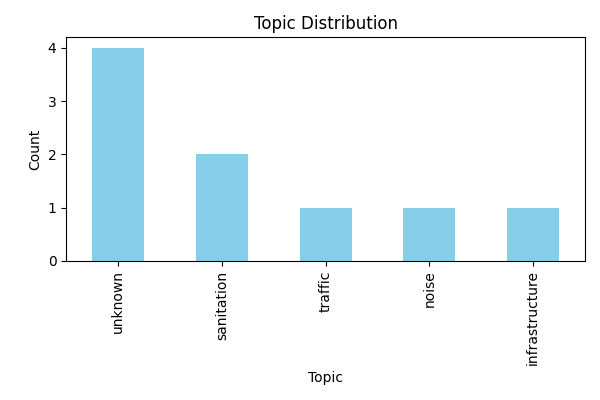 Topic Distribution
Count
4
3
2
1
0
unknown
sanitation
traffic
noise
infrastructure
Topic